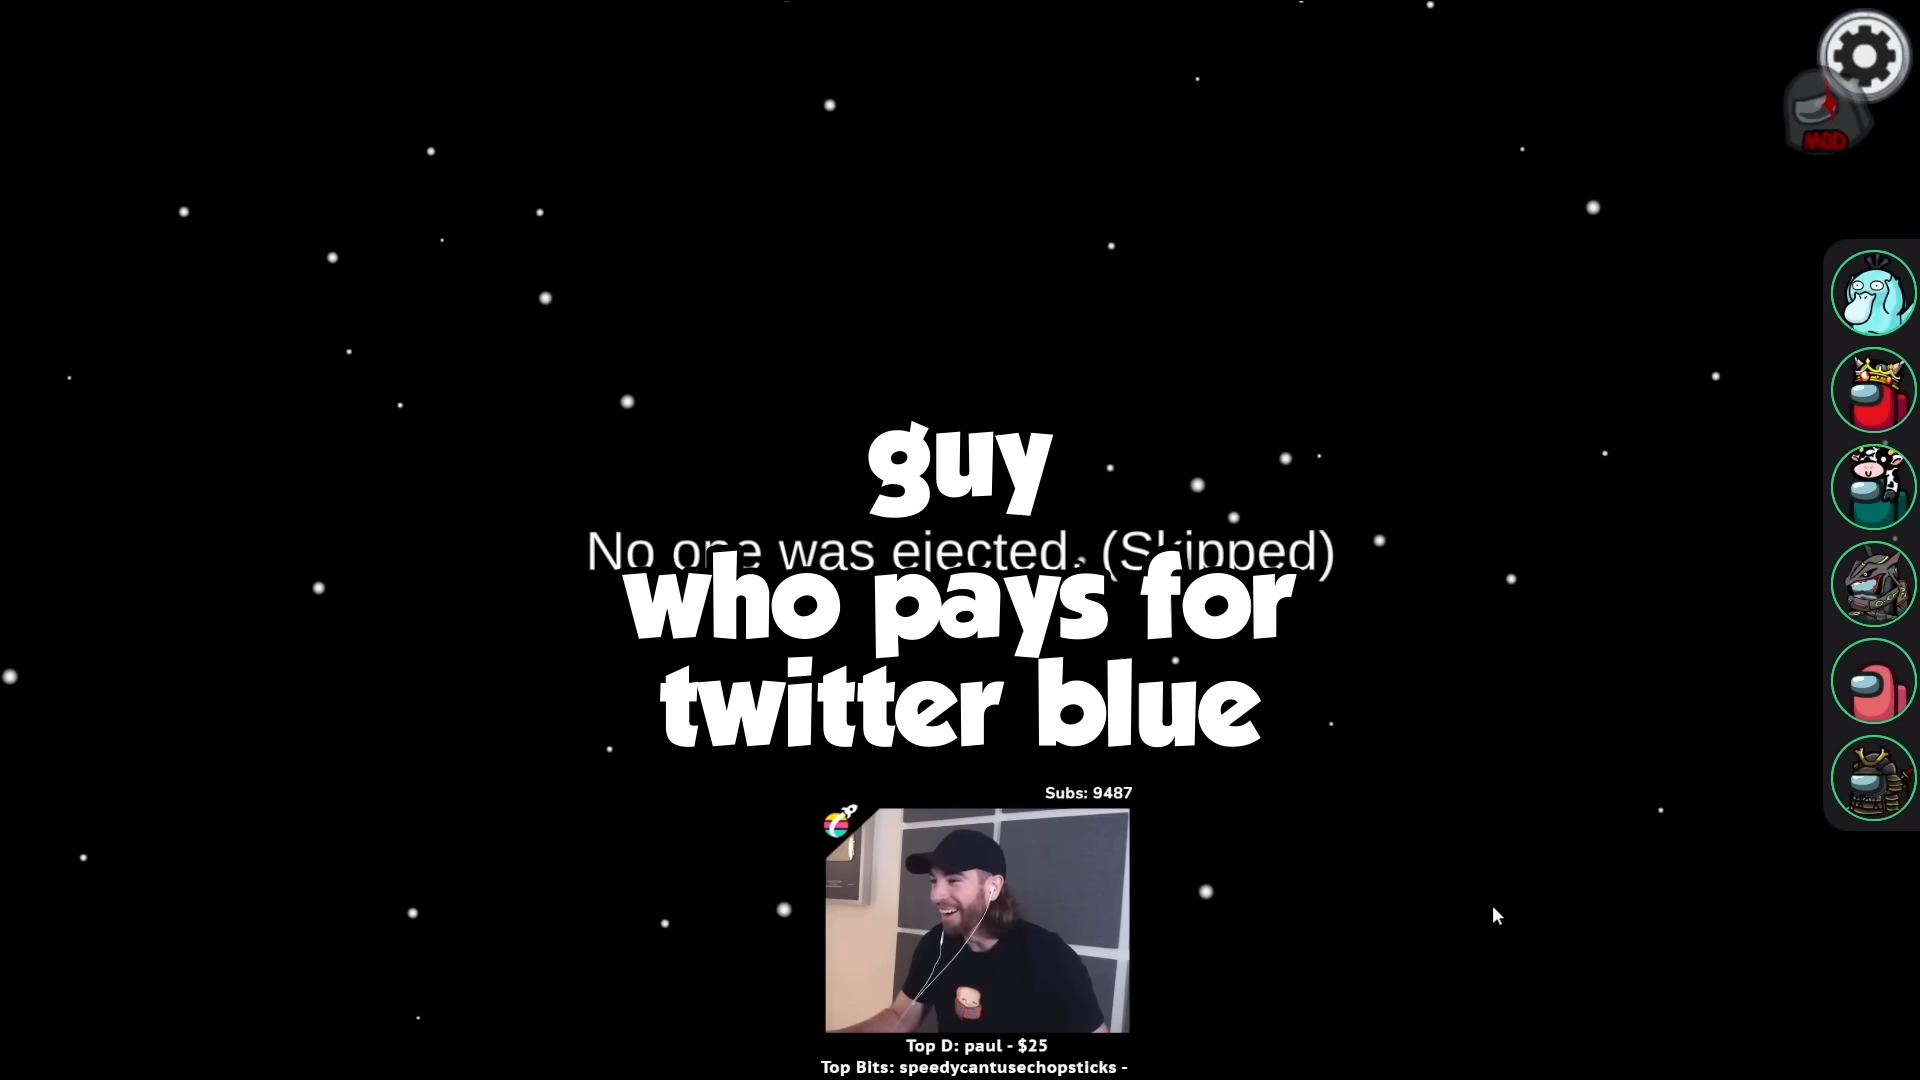 MOD
guy
No one was ejected. (Skipped)
who pays for
twitter blue
Subs: 9487
Top D: paul - $25
Top Bits: speedycantusechopsticks -